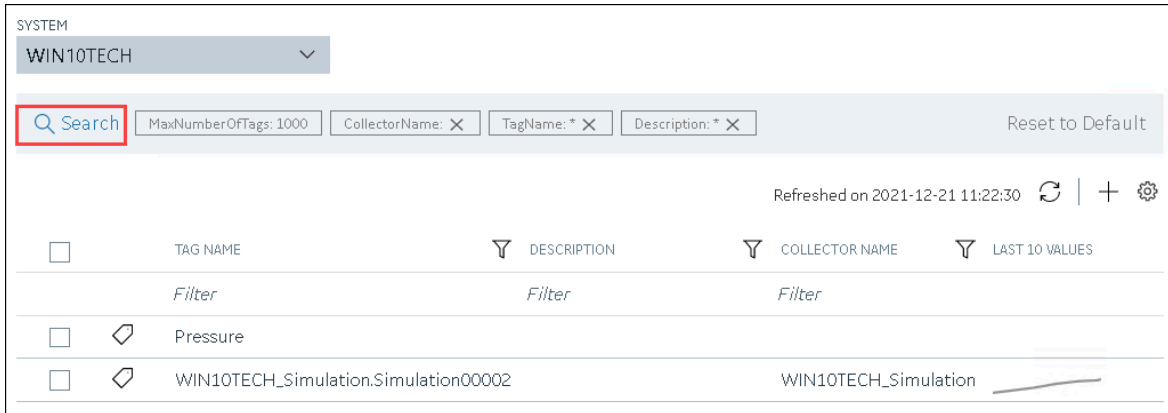 SYSTEM
WIN10TECH
Search MaxNumberOfTags: 1000 CollectorName: TagName: * Description: * Reset to Default
Refreshed on 2021-12-21 11:22:30
TAG NAME DESCRIPTION COLLECTOR NAME LAST 10 VALUES
Filter Filter Filter
Pressure
WIN10TECH_Simulation.Simulation00002 WIN10TECH_Simulation